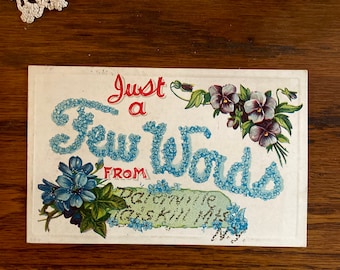 Just
a
Few Words
FROM
Palenville
Catskill Mts
N.Y.